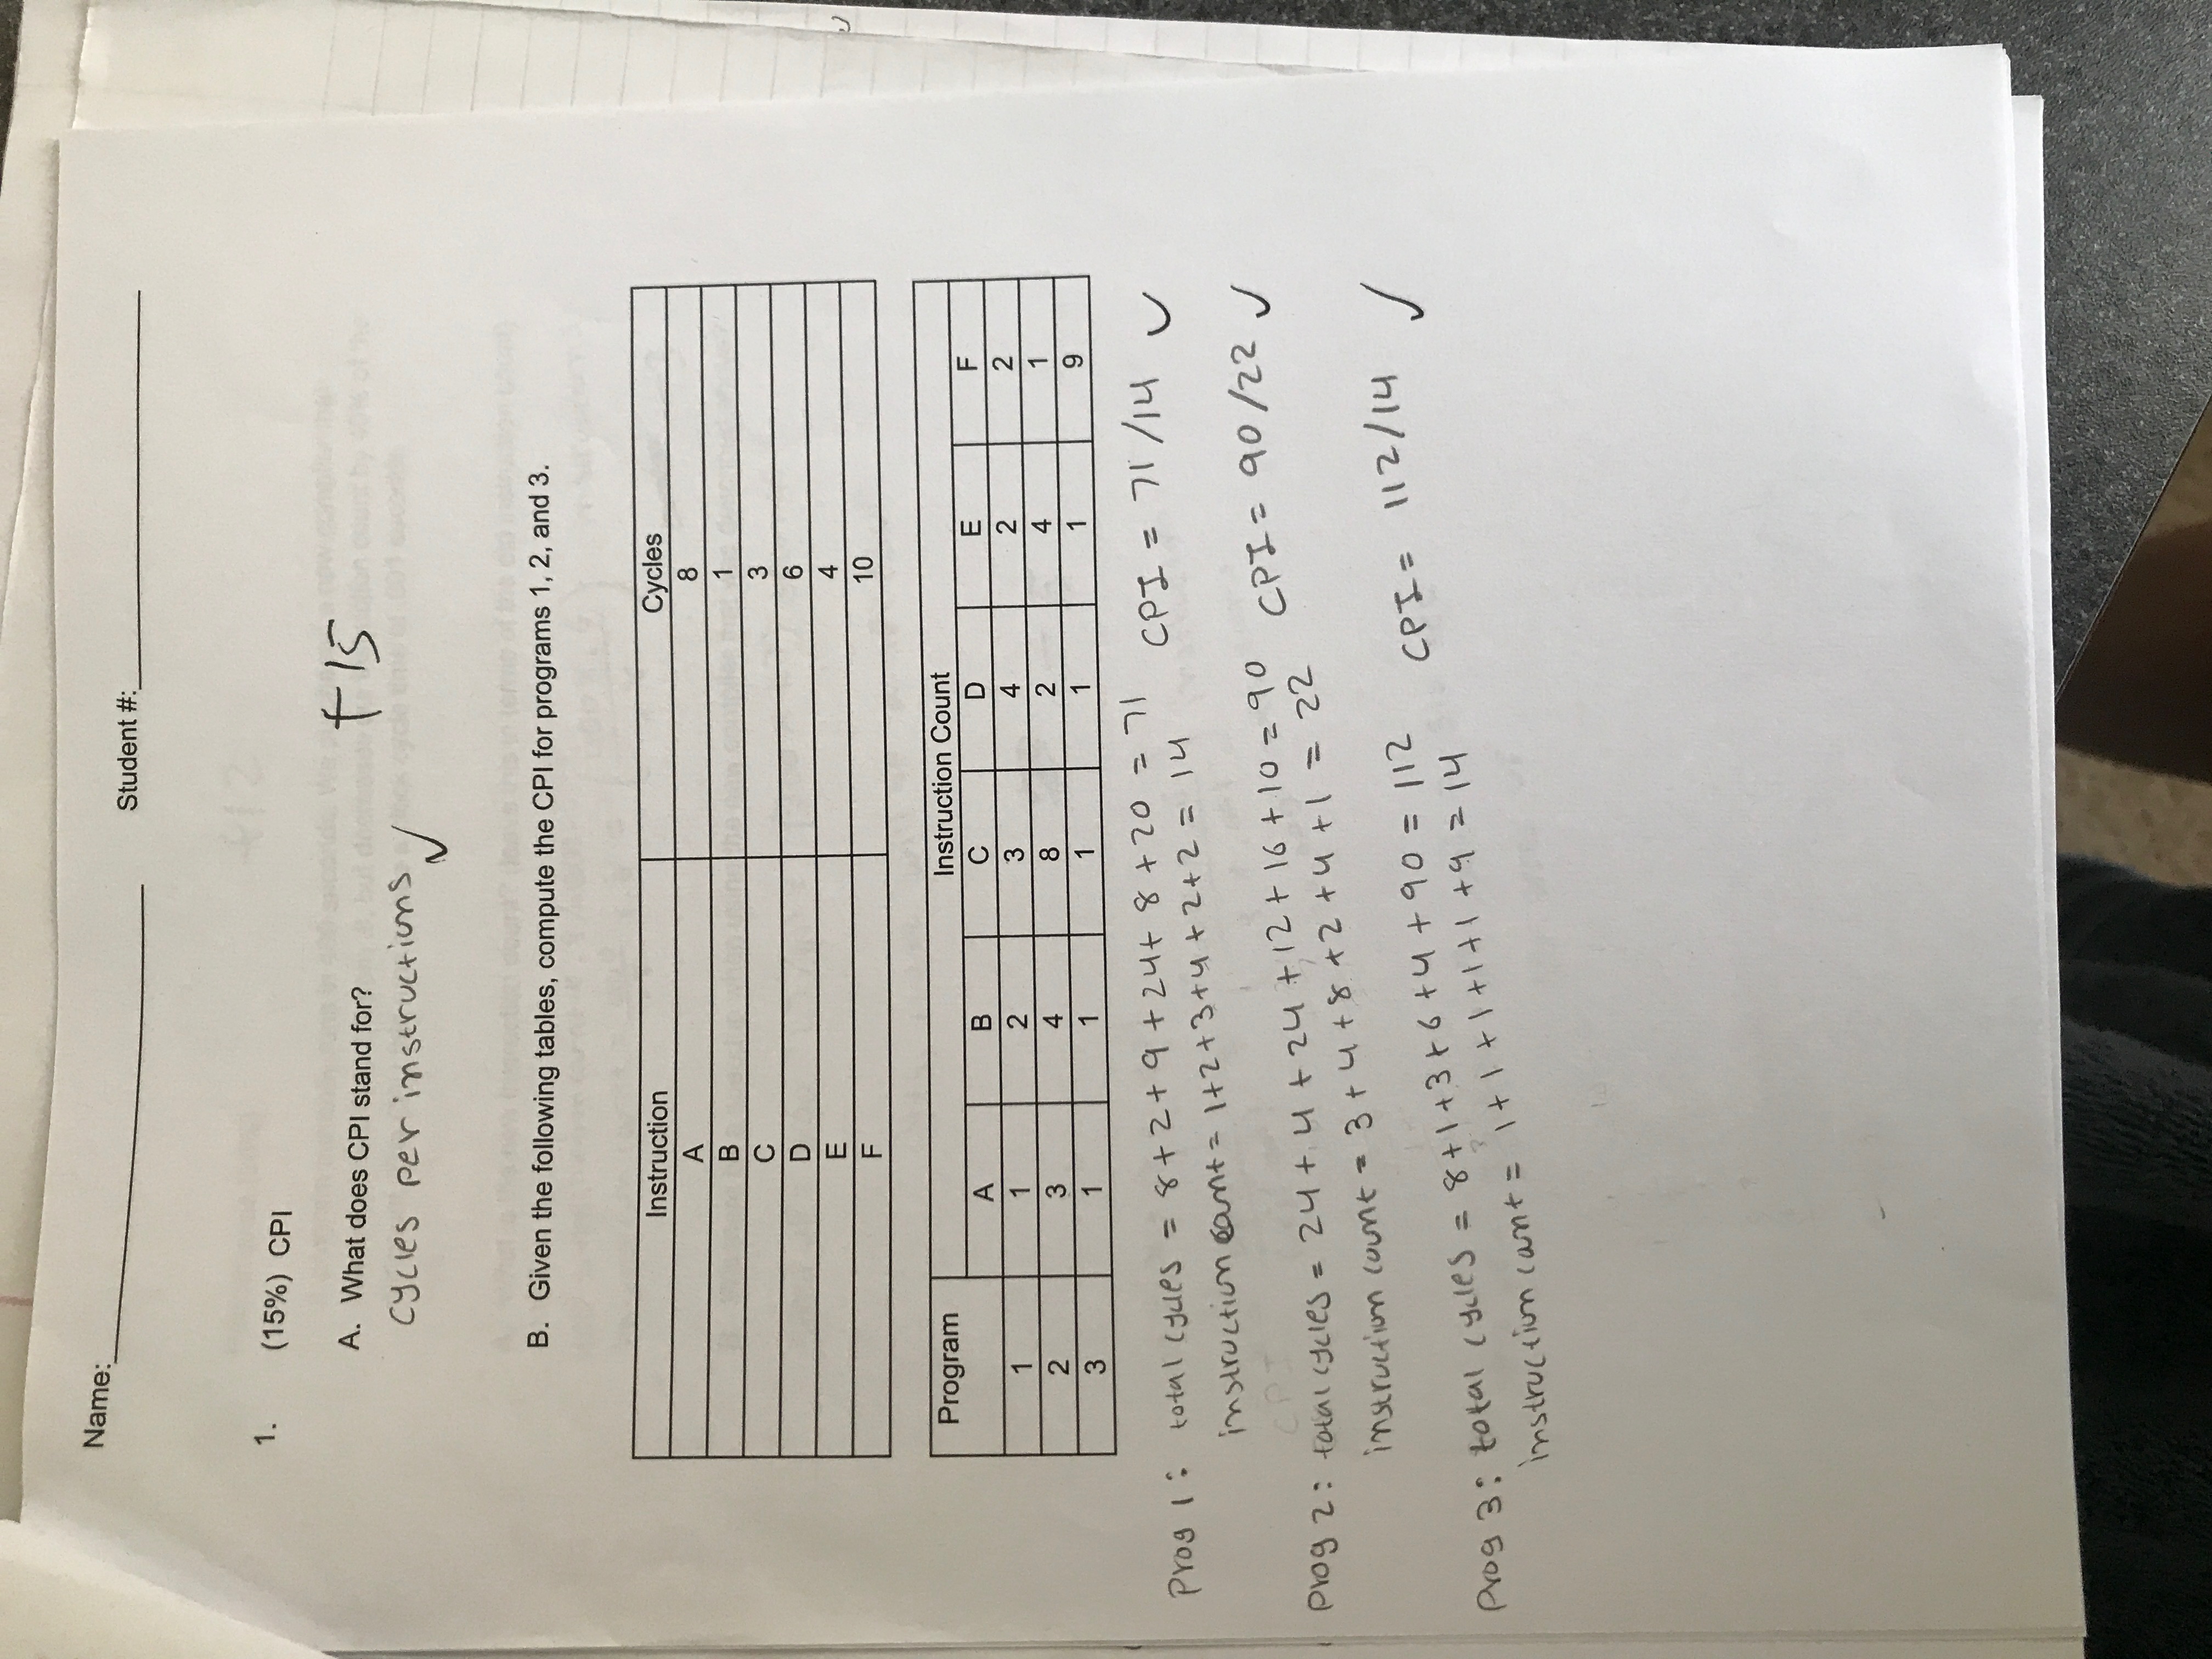 Name:
Student #:
+12
1. (15%) CPI
+15
A. What does CPI stand for?
cycles per instructions ✓
B. Given the following tables, compute the CPI for programs 1, 2, and 3.
Instruction Cycles
A 8
B 1
C 3
D 6
E 4
F 10
Program Instruction Count
A B C D E F
1 1 2 3 4 2 2
2 3 4 8 2 4 1
3 1 1 1 1 1 9
Prog 1: total cycles = 8+2+9+24+8+20 = 71 CPI = 71/14 ✓
instruction count = 1+2+3+4+2+2 = 14
Prog 2: total cycles = 24+4+24+12+16+10 = 90 CPI = 90/22 ✓
instruction count = 3+4+8+2+4+1 = 22
Prog 3: total cycles = 8+1+3+6+4+90 = 112 CPI = 112/14 ✓
instruction count = 1+1+1+1+1+9 = 14